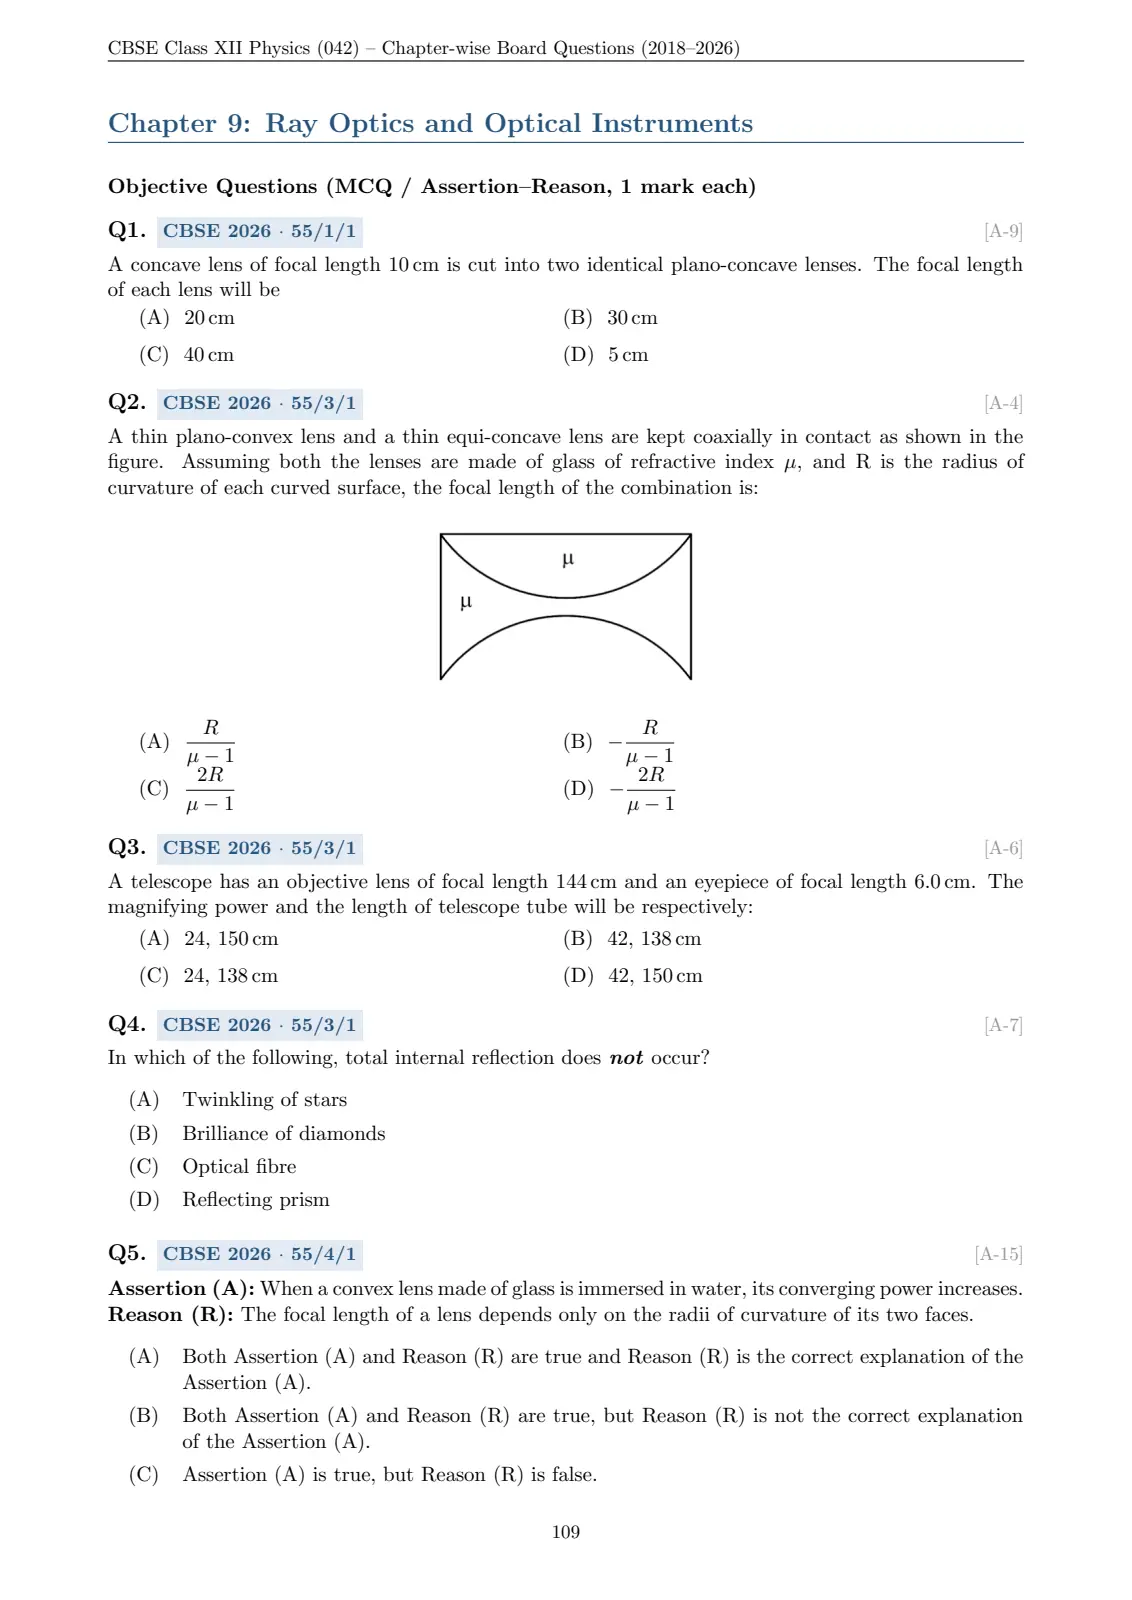 CBSE Class XII Physics (042) – Chapter-wise Board Questions (2018–2026)
Chapter 9: Ray Optics and Optical Instruments
Objective Questions (MCQ / Assertion–Reason, 1 mark each)
Q1. CBSE 2026 · 55/1/1 [A-9]
A concave lens of focal length 10 cm is cut into two identical plano-concave lenses. The focal length
of each lens will be
(A) 20 cm (B) 30 cm
(C) 40 cm (D) 5 cm
Q2. CBSE 2026 · 55/3/1 [A-4]
A thin plano-convex lens and a thin equi-concave lens are kept coaxially in contact as shown in the
figure. Assuming both the lenses are made of glass of refractive index μ, and R is the radius of
curvature of each curved surface, the focal length of the combination is:
μ
μ
(A) R/(μ − 1) (B) −R/(μ − 1)
(C) 2R/(μ − 1) (D) −2R/(μ − 1)
Q3. CBSE 2026 · 55/3/1 [A-6]
A telescope has an objective lens of focal length 144 cm and an eyepiece of focal length 6.0 cm. The
magnifying power and the length of telescope tube will be respectively:
(A) 24, 150 cm (B) 42, 138 cm
(C) 24, 138 cm (D) 42, 150 cm
Q4. CBSE 2026 · 55/3/1 [A-7]
In which of the following, total internal reflection does not occur?
(A) Twinkling of stars
(B) Brilliance of diamonds
(C) Optical fibre
(D) Reflecting prism
Q5. CBSE 2026 · 55/4/1 [A-15]
Assertion (A): When a convex lens made of glass is immersed in water, its converging power increases.
Reason (R): The focal length of a lens depends only on the radii of curvature of its two faces.
(A) Both Assertion (A) and Reason (R) are true and Reason (R) is the correct explanation of the
Assertion (A).
(B) Both Assertion (A) and Reason (R) are true, but Reason (R) is not the correct explanation
of the Assertion (A).
(C) Assertion (A) is true, but Reason (R) is false.
109